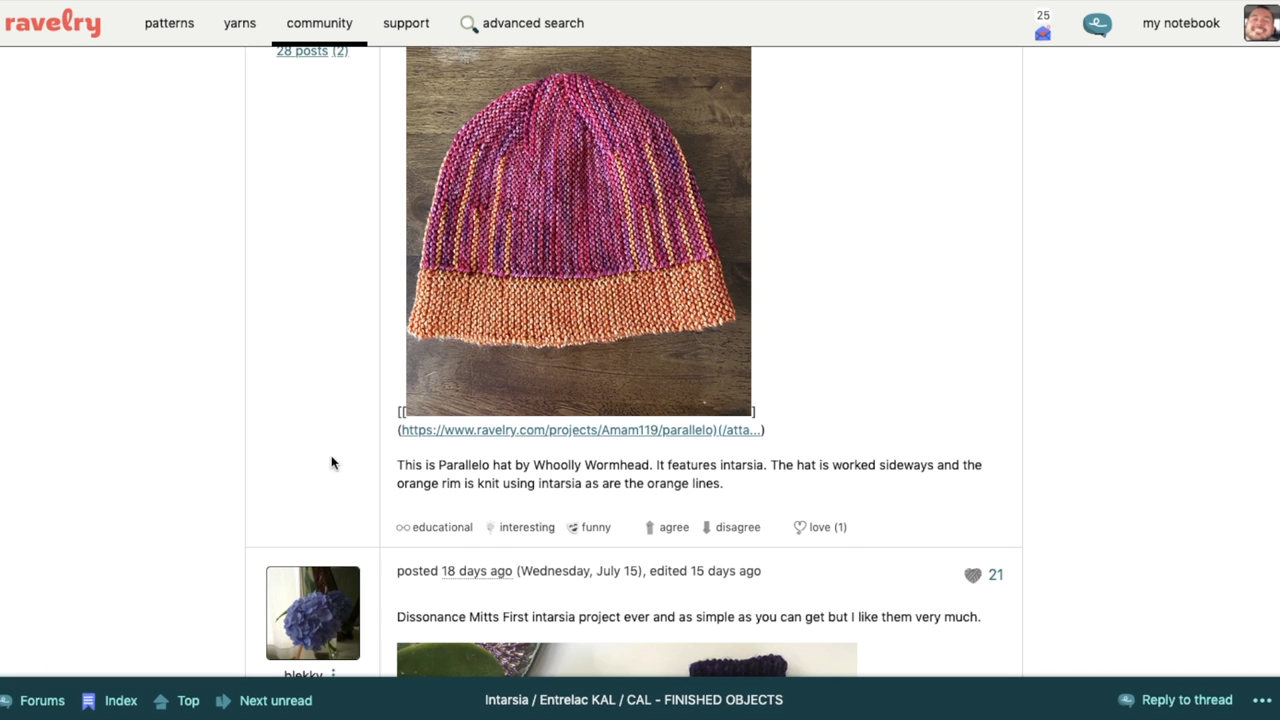 ravelry patterns yarns community support advanced search 25 my notebook
28 posts (2)
[[ ]
(https://www.ravelry.com/projects/Amam119/parallelo)(/atta...)
This is Parallelo hat by Whoolly Wormhead. It features intarsia. The hat is worked sideways and the
orange rim is knit using intarsia as are the orange lines.
educational interesting funny agree disagree love (1)
posted 18 days ago (Wednesday, July 15), edited 15 days ago 21
Dissonance Mitts First intarsia project ever and as simple as you can get but I like them very much.
blekky
Forums Index Top Next unread Intarsia / Entrelac KAL / CAL - FINISHED OBJECTS Reply to thread